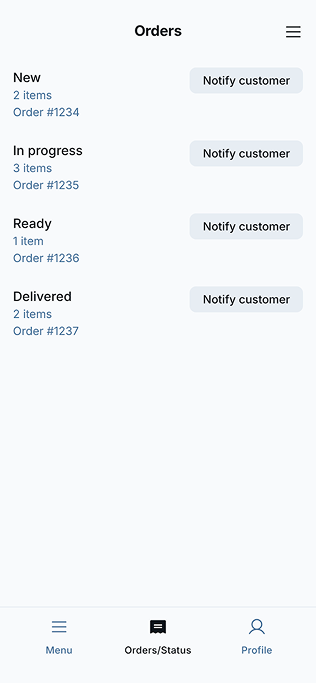 Orders
New
Notify customer
2 items
Order #1234
In progress
Notify customer
3 items
Order #1235
Ready
Notify customer
1 item
Order #1236
Delivered
Notify customer
2 items
Order #1237
Menu
Orders/Status
Profile